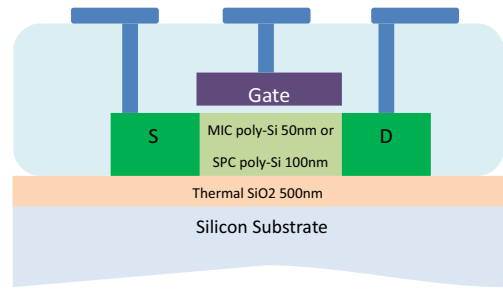 Gate
S
MIC poly-Si 50nm or
SPC poly-Si 100nm
D
Thermal SiO2 500nm
Silicon Substrate